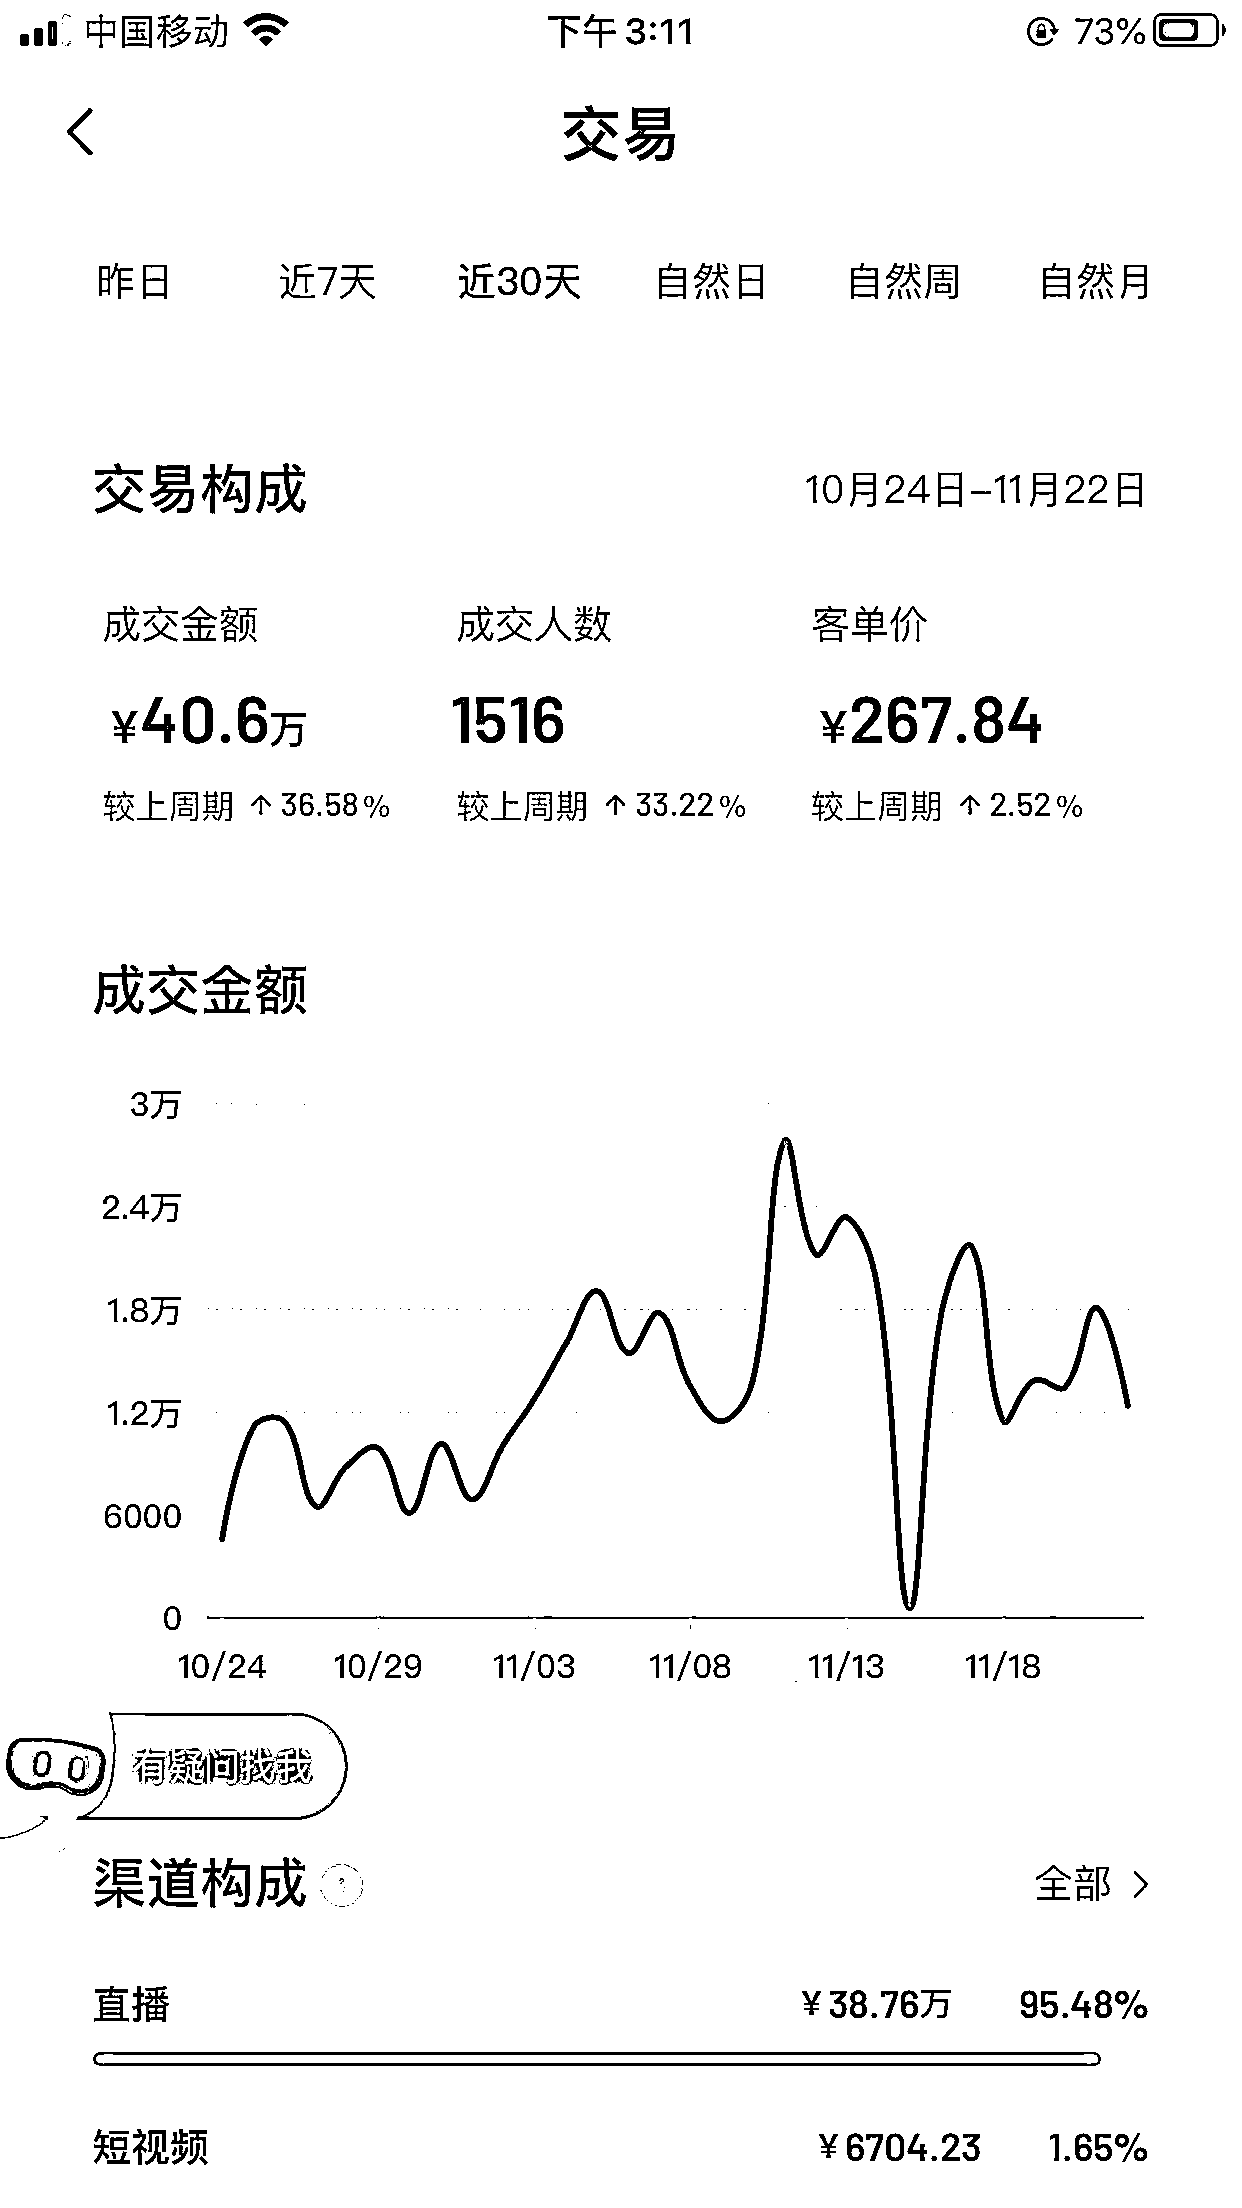 中国移动 下午3:11 73%
交易
昨日 近7天 近30天 自然日 自然周 自然月
交易构成 10月24日-11月22日
成交金额 成交人数 客单价
¥40.6万 1516 ¥267.84
较上周期 ↑ 36.58% 较上周期 ↑ 33.22% 较上周期 ↑ 2.52%
成交金额
3万
2.4万
1.8万
1.2万
6000
0
10/24 10/29 11/03 11/08 11/13 11/18
有疑问找我
渠道构成 ? 全部 >
直播 ¥38.76万 95.48%
短视频 ¥6704.23 1.65%